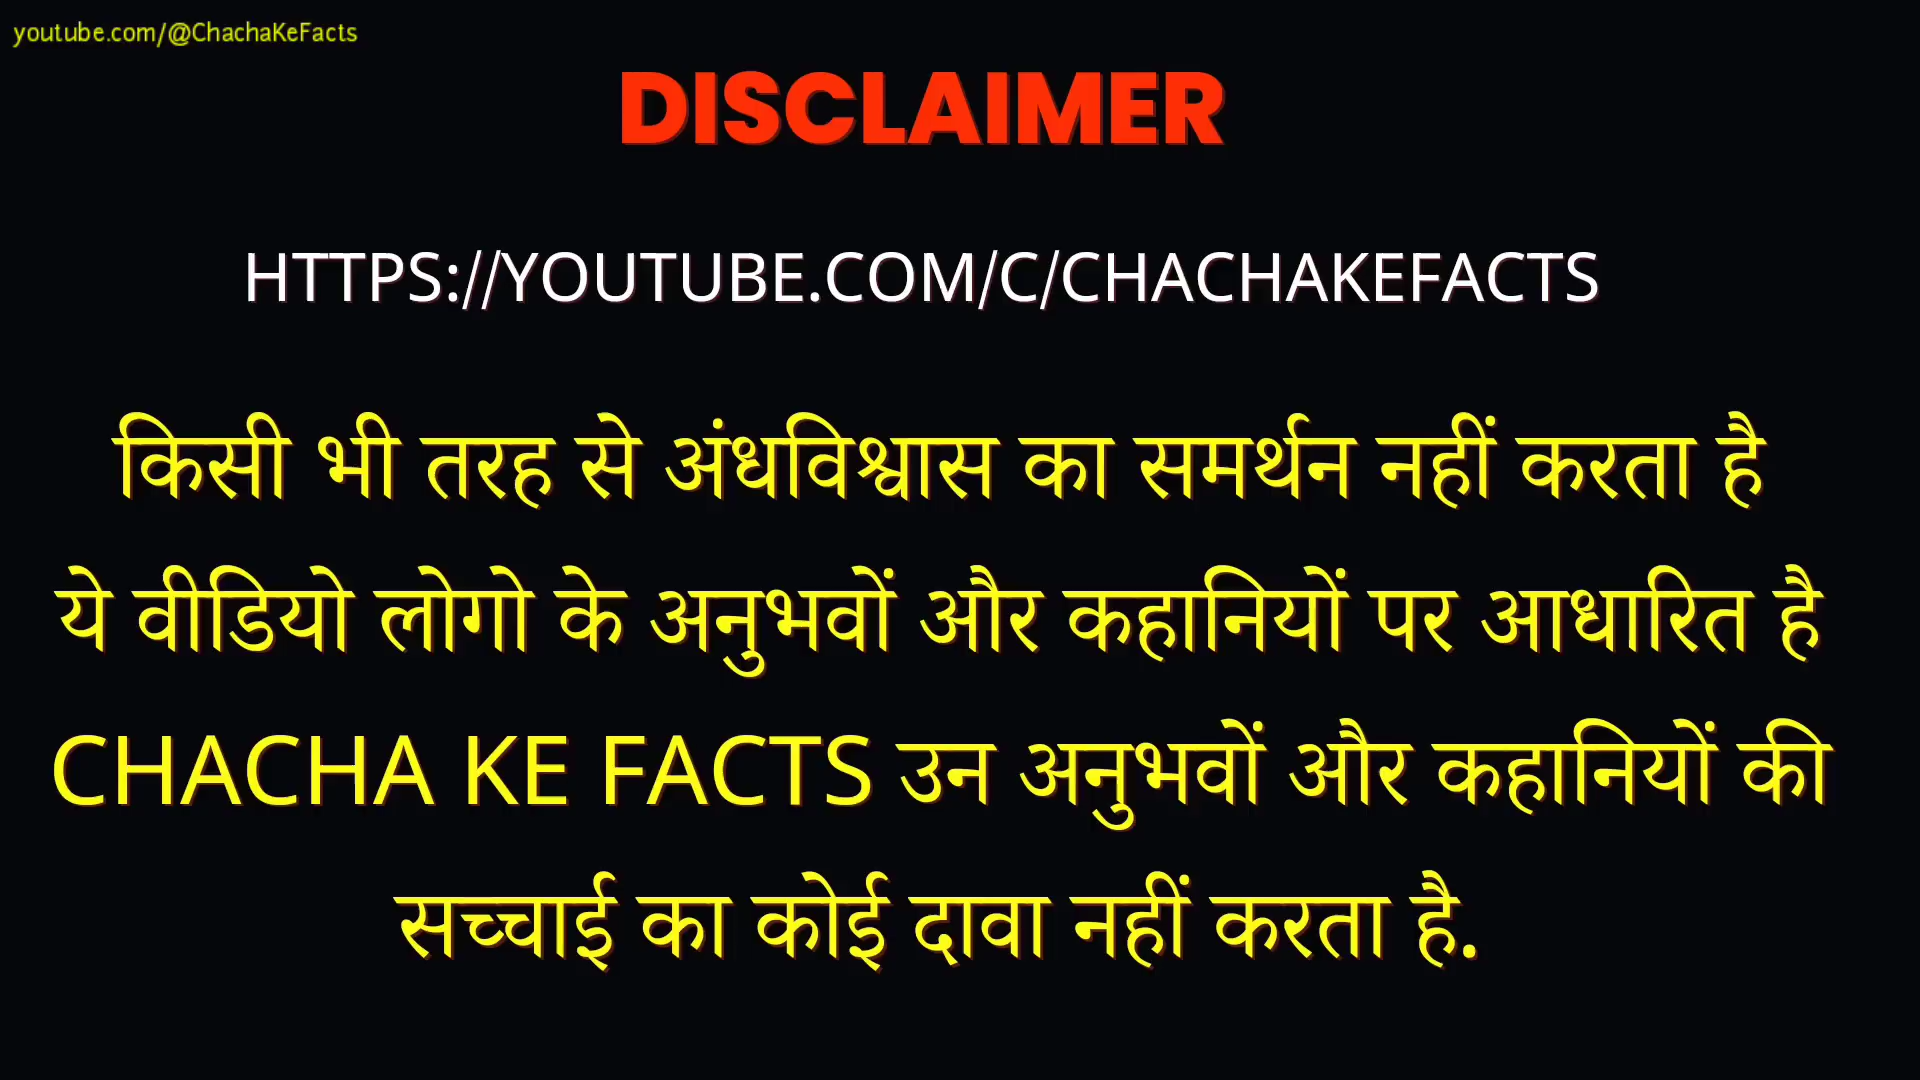 youtube.com/@ChachaKeFacts
DISCLAIMER
HTTPS://YOUTUBE.COM/C/CHACHAKEFACTS
किसी भी तरह से अंधविश्वास का समर्थन नहीं करता है
ये वीडियो लोगो के अनुभवों और कहानियों पर आधारित है
CHACHA KE FACTS उन अनुभवों और कहानियों की
सच्चाई का कोई दावा नहीं करता है.